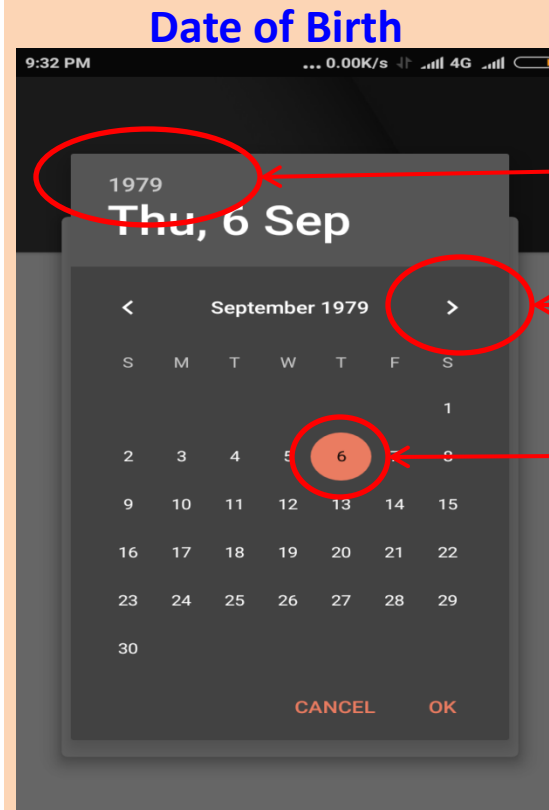 Date of Birth
9:32 PM ... 0.00K/s 4G
1979
Thu, 6 Sep
< September 1979 >
S M T W T F S
1
2 3 4 5 6 7 8
9 10 11 12 13 14 15
16 17 18 19 20 21 22
23 24 25 26 27 28 29
30
CANCEL OK